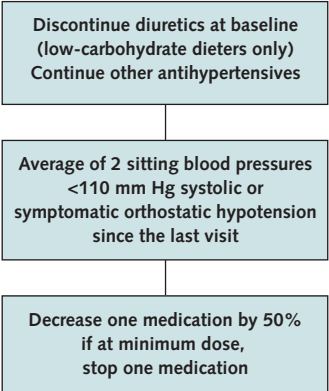 Discontinue diuretics at baseline
(low-carbohydrate dieters only)
Continue other antihypertensives
Average of 2 sitting blood pressures
<110 mm Hg systolic or
symptomatic orthostatic hypotension
since the last visit
Decrease one medication by 50%
if at minimum dose,
stop one medication